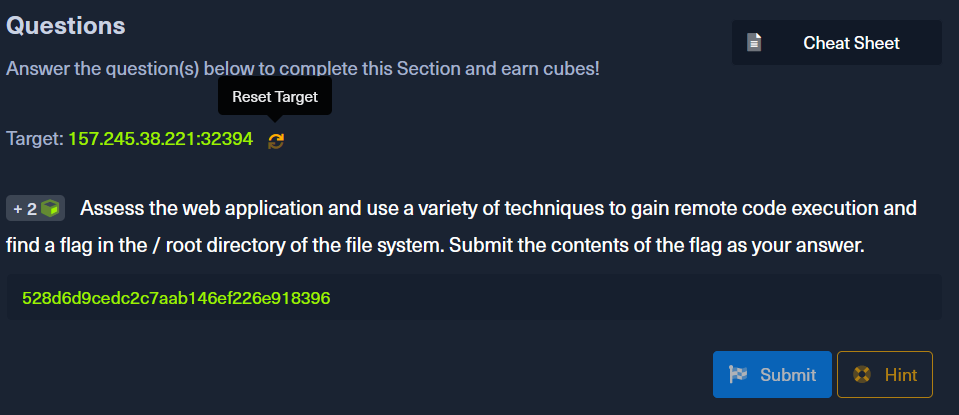 Questions
Cheat Sheet
Answer the question(s) below to complete this Section and earn cubes!
Reset Target
Target: 157.245.38.221:32394
+ 2 Assess the web application and use a variety of techniques to gain remote code execution and
find a flag in the / root directory of the file system. Submit the contents of the flag as your answer.
528d6d9cedc2c7aab146ef226e918396
Submit
Hint